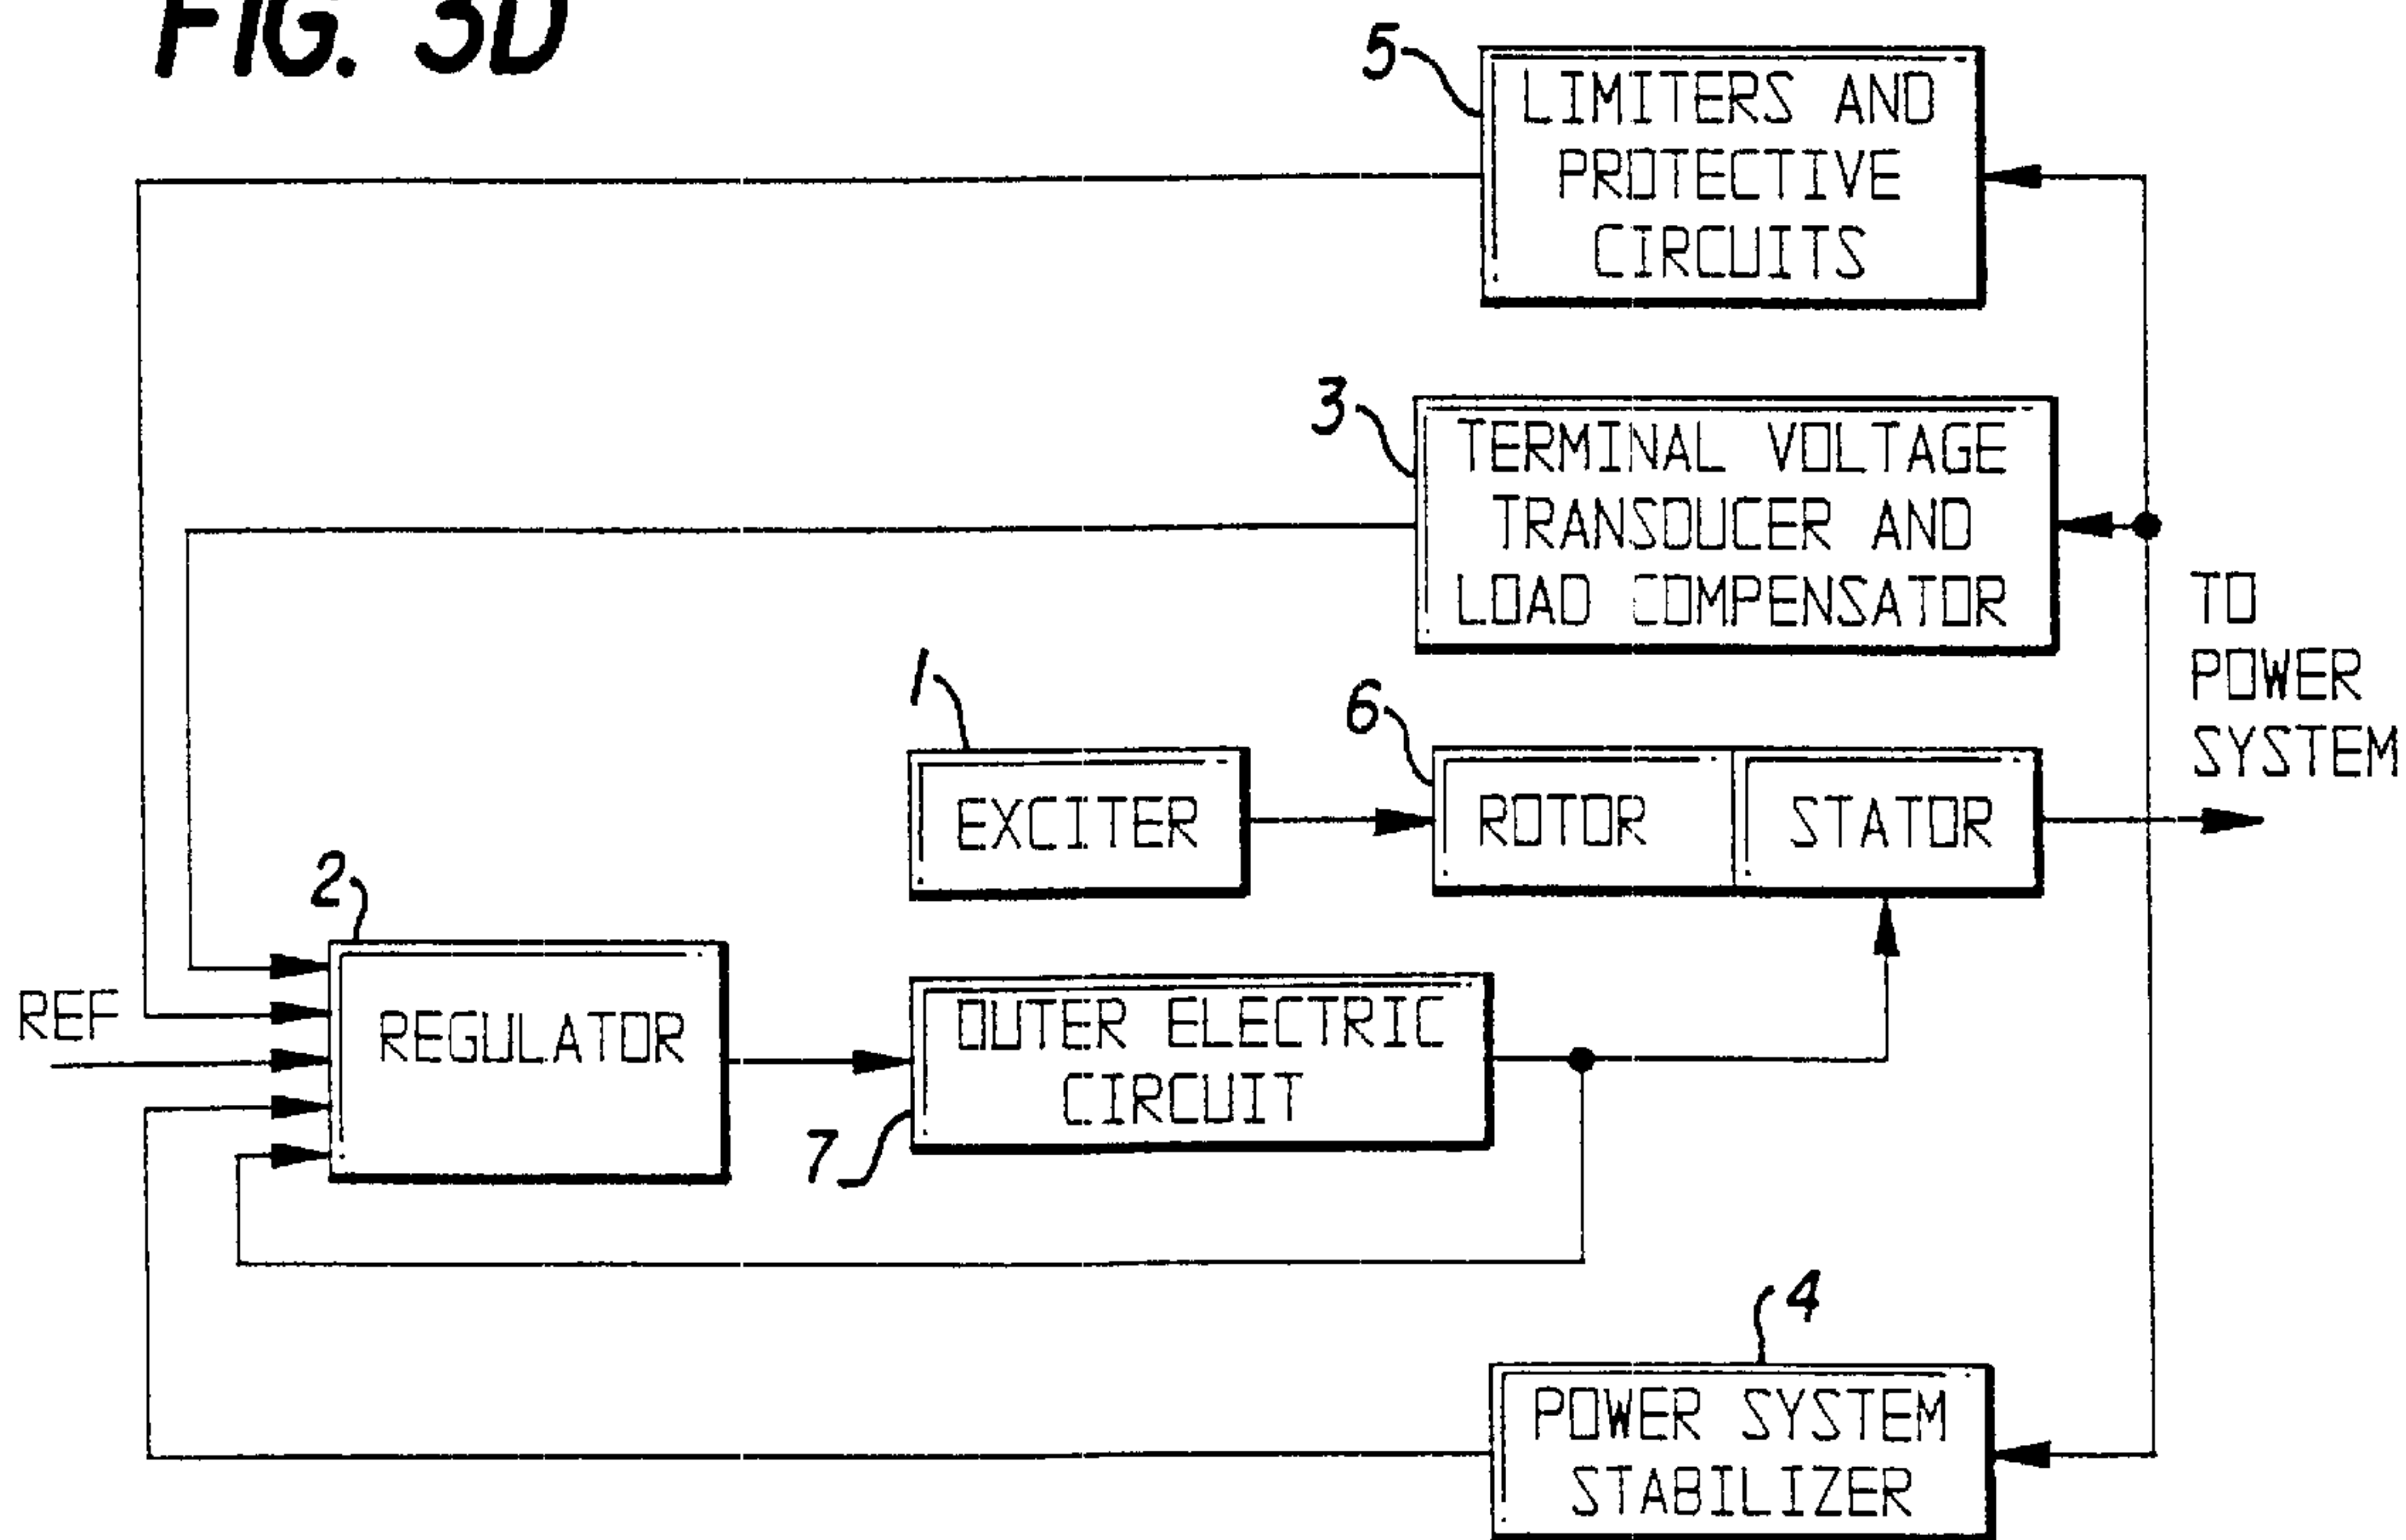 FIG. 3D
5
LIMITERS AND
PROTECTIVE
CIRCUITS
3
TERMINAL VOLTAGE
TRANSDUCER AND
LOAD COMPENSATOR
TO
POWER
SYSTEM
1
EXCITER
6
ROTOR
STATOR
2
REF
REGULATOR
OUTER ELECTRIC
CIRCUIT
7
4
POWER SYSTEM
STABILIZER